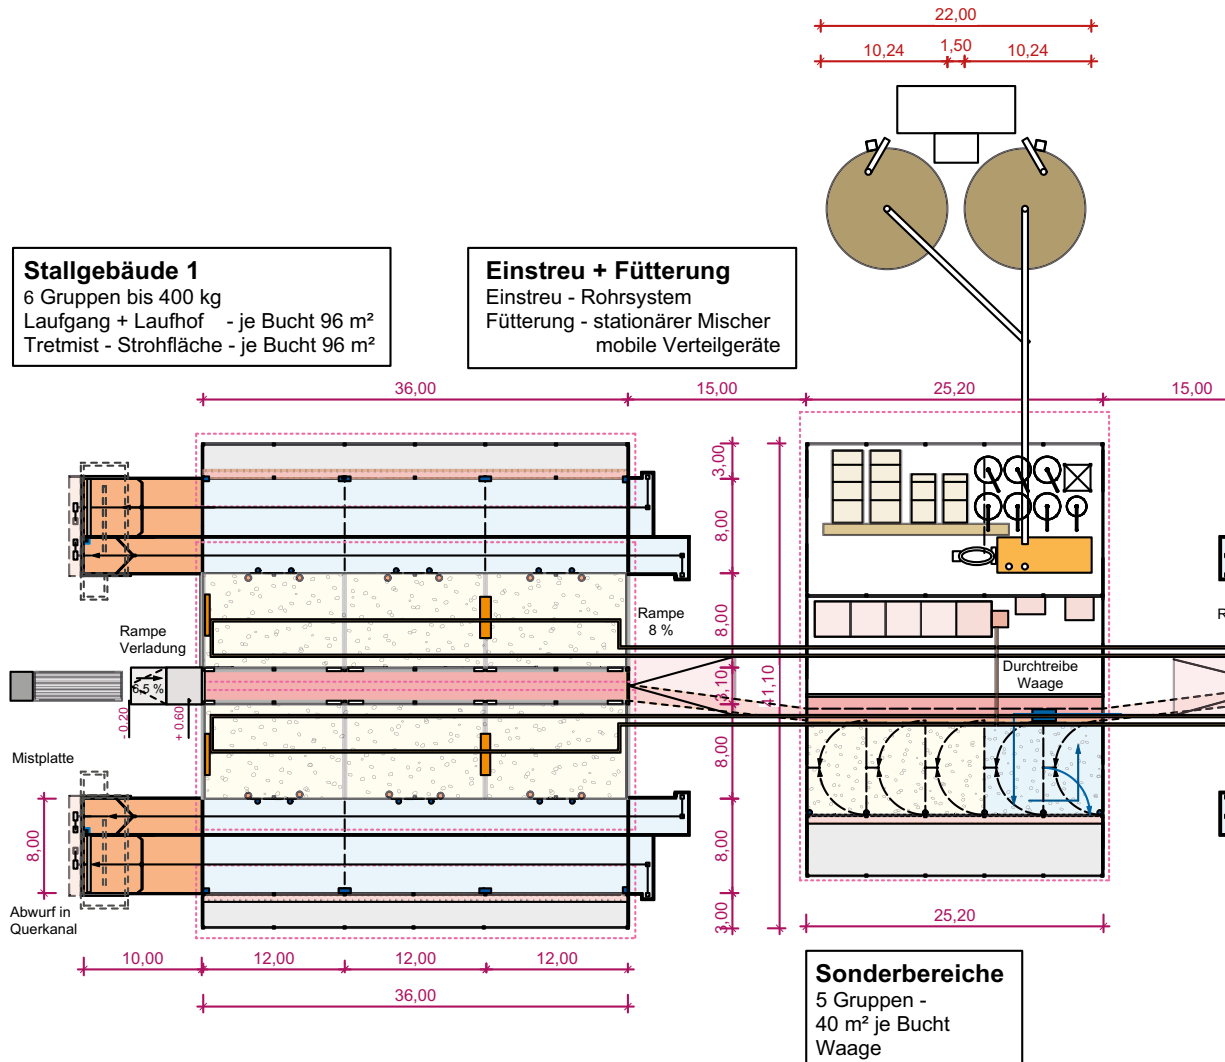 22,00
10,24
1,50
10,24
Stallgebäude 1
6 Gruppen bis 400 kg
Laufgang + Laufhof - je Bucht 96 m²
Tretmist - Strohfläche - je Bucht 96 m²
Einstreu + Fütterung
Einstreu - Rohrsystem
Fütterung - stationärer Mischer
mobile Verteilgeräte
36,00
15,00
25,20
15,00
3,00
8,00
8,00
3,10
41,10
8,00
8,00
3,00
Rampe
8 %
R
Rampe
Verladung
6,5 %
- 0.20
+ 0.60
Durchtreibe
Waage
Mistplatte
8,00
Abwurf in
Querkanal
10,00
12,00
12,00
12,00
36,00
25,20
Sonderbereiche
5 Gruppen -
40 m² je Bucht
Waage